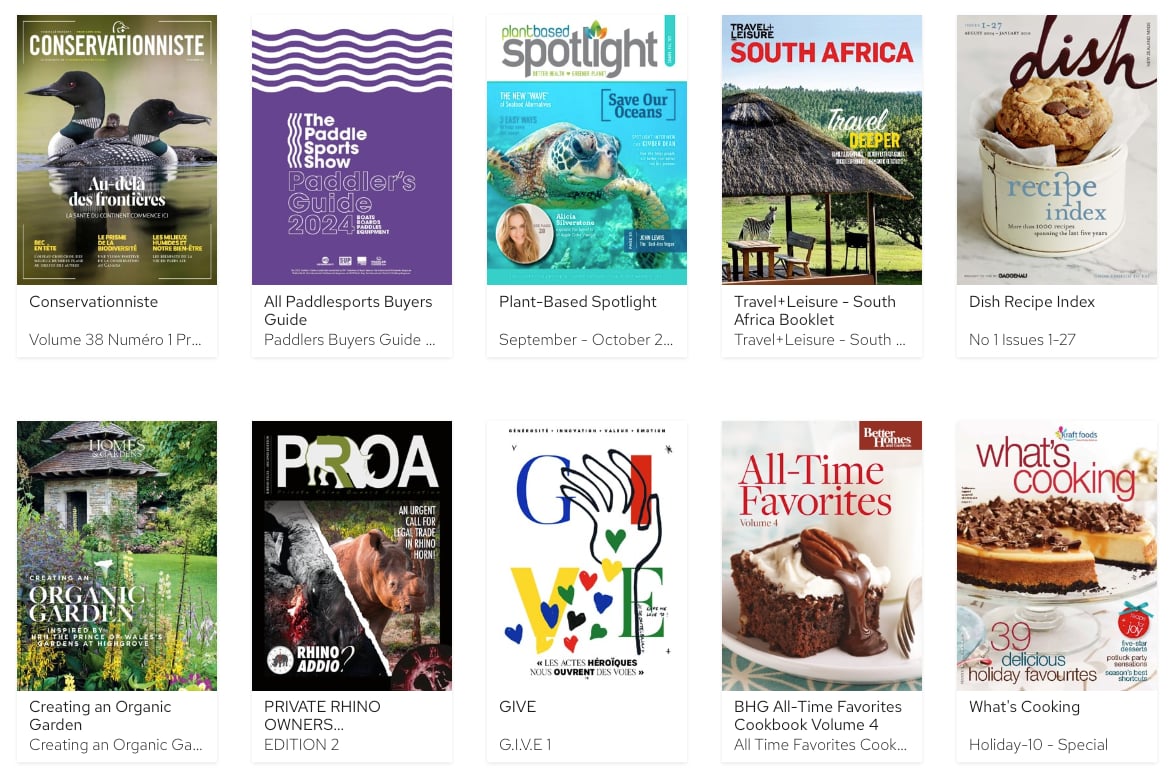 CONSERVATIONNISTE
Au-delà
des frontières
LA SANTÉ DU CONTINENT COMMENCE ICI
BEC
EN TÊTE
LE PRISME
DE LA
BIODIVERSITÉ
LES MILIEUX
HUMIDES ET
NOTRE BIEN-ÊTRE
Conservationniste
Volume 38 Numéro 1 Pr...
The
Paddle
Sports
Show
Paddler's
Guide
2024
BOATS
BOARDS
PADDLES
EQUIPMENT
All Paddlesports Buyers
Guide
Paddlers Buyers Guide ...
plantbased
spotlight
BETTER HEALTH ♥ GREENER PLANET
THE NEW "WAVE"
of Seafood Alternatives
3 EASY WAYS
Save Our
Oceans
Alicia
Silverstone
JOHN LEWIS
Plant-Based Spotlight
September - October 2...
TRAVEL+
LEISURE
SOUTH AFRICA
Travel
DEEPER
Travel+Leisure - South
Africa Booklet
Travel+Leisure - South ...
ISSUES 1-27
dish
recipe
index
More than 1000 recipes
spanning the last five years
GAGGENAU
Dish Recipe Index
No 1 Issues 1-27
HOMES
& GARDENS
CREATING AN
ORGANIC
GARDEN
INSPIRED BY
HRH THE PRINCE OF WALES'S
GARDENS AT HIGHGROVE
Creating an Organic
Garden
Creating an Organic Ga...
PROA
Private Rhino Owners Association
AN URGENT
CALL FOR
LEGAL TRADE
IN RHINO
HORN!
RHINO
ADDIO?
PRIVATE RHINO
OWNERS...
EDITION 2
GÉNÉROSITÉ • INNOVATION • VALEUR • ÉMOTION
GI
VE
« LES ACTES HÉROÏQUES
NOUS OUVRENT DES VOIES »
GIVE
G.I.V.E 1
Better
Homes
and Gardens
All-Time
Favorites
Volume 4
BHG All-Time Favorites
Cookbook Volume 4
All Time Favorites Cook...
kraft foods
what's
cooking
39
delicious
holiday favourites
joy
five-star
desserts
potluck party
sensations
season's best
shortcuts
What's Cooking
Holiday-10 - Special